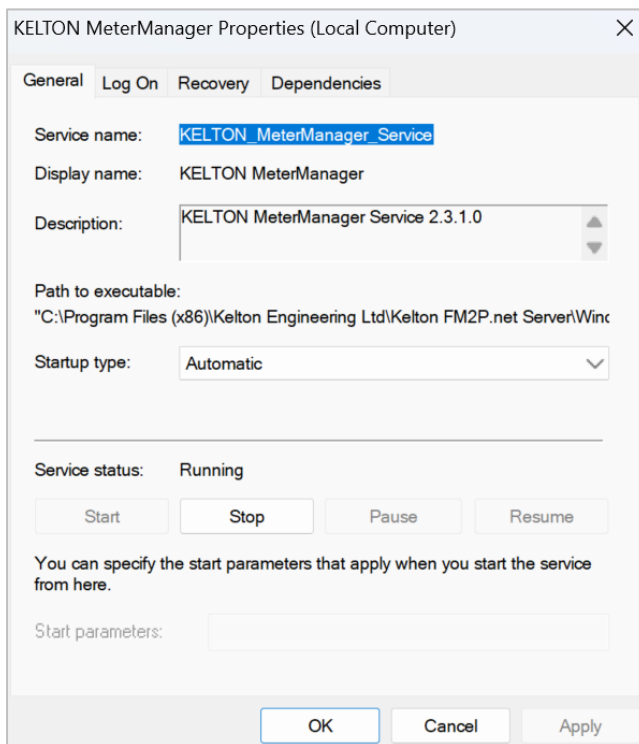 KELTON MeterManager Properties (Local Computer)
General Log On Recovery Dependencies
Service name: KELTON_MeterManager_Service
Display name: KELTON MeterManager
Description: KELTON MeterManager Service 2.3.1.0
Path to executable:
"C:\Program Files (x86)\Kelton Engineering Ltd\Kelton FM2P.net Server\Winc
Startup type: Automatic
Service status: Running
Start Stop Pause Resume
You can specify the start parameters that apply when you start the service
from here.
Start parameters:
OK Cancel Apply